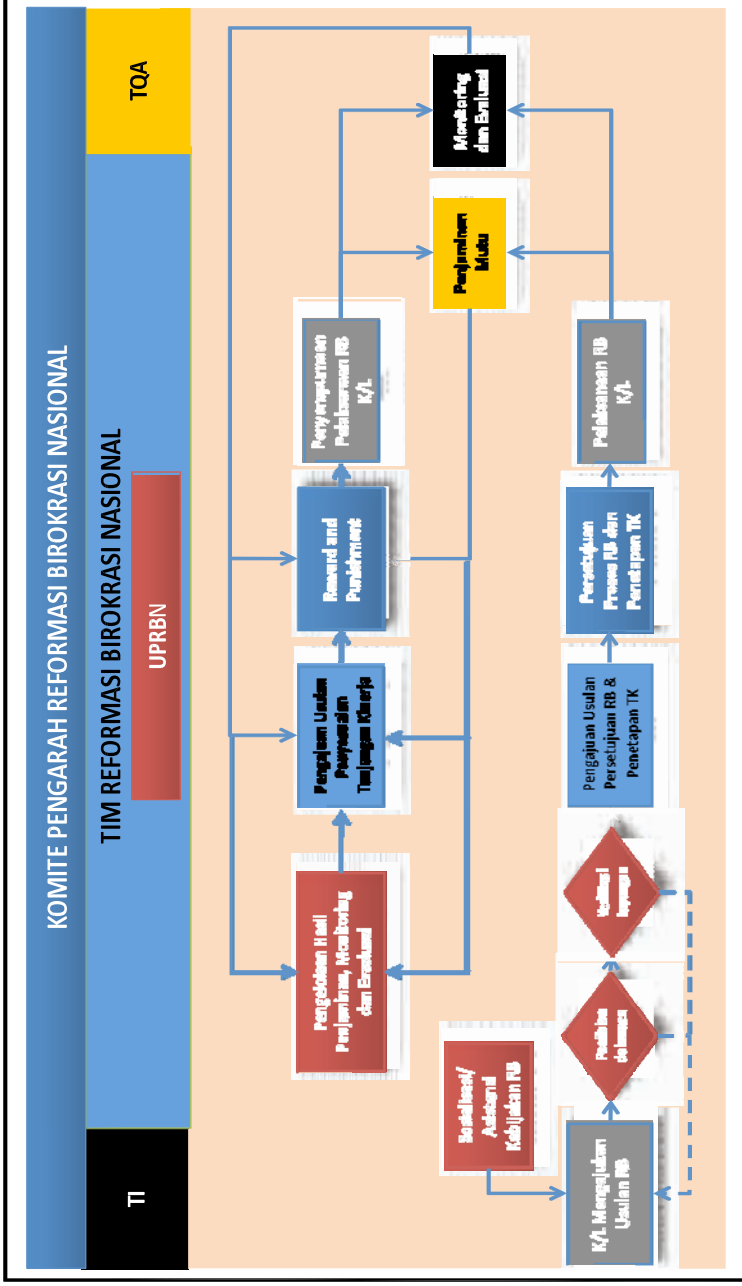 KOMITE PENGARAH REFORMASI BIROKRASI NASIONAL
TI
TIM REFORMASI BIROKRASI NASIONAL
TQA
UPRBN
Pengelolaan Hasil
Penjaminan, Monitoring
dan Evaluasi
Pengajuan Usulan
Penyesuaian
Tunjangan Kinerja
Reward and
Punishment
Penyempurnaan
Pelaksanaan RB
K/L
Penjaminan
Mutu
Monitoring
dan Evaluasi
Sosialisasi/
Asistensi
Kebijakan RB
K/L Mengajukan
Usulan RB
Pengajuan Usulan
Persetujuan RB &
Penetapan TK
Persetujuan
Proses RB dan
Penetapan TK
Pelaksanaan RB
K/L